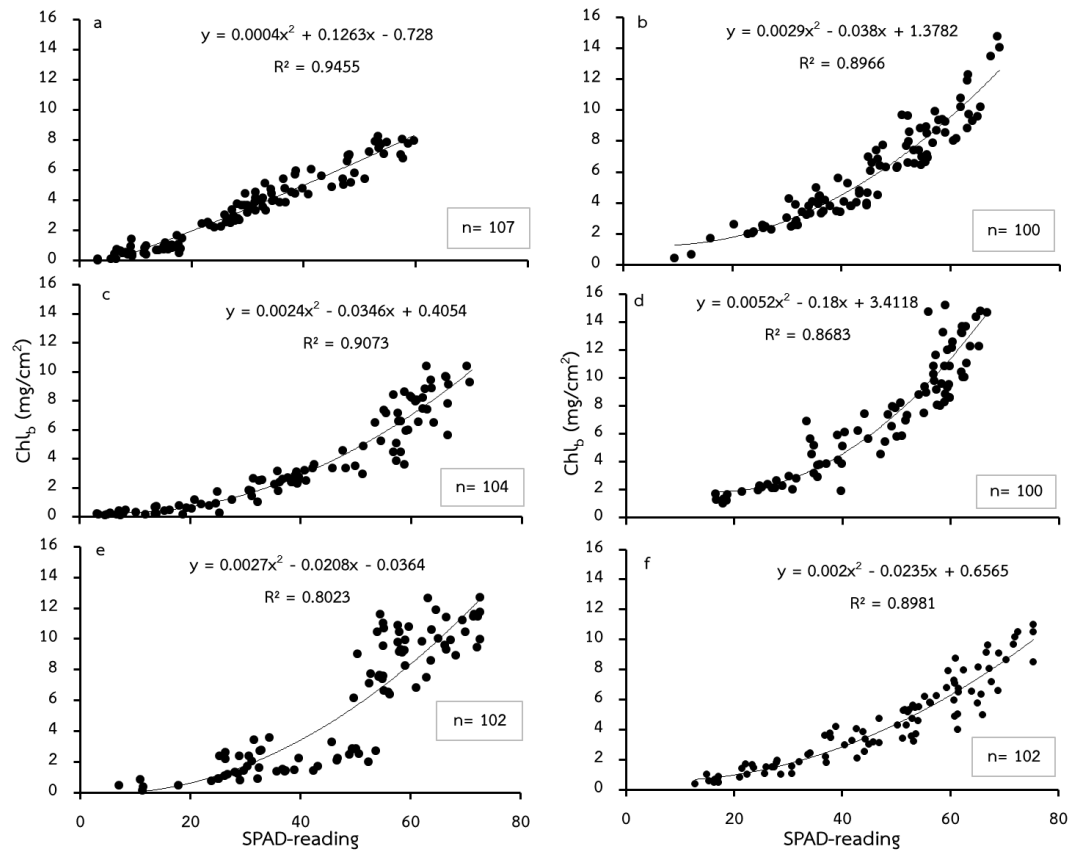 a
y = 0.0004x² + 0.1263x - 0.728
R² = 0.9455
n= 107
16
14
12
10
8
6
4
2
0
b
y = 0.0029x² - 0.038x + 1.3782
R² = 0.8966
n= 100
16
14
12
10
8
6
4
2
0
c
y = 0.0024x² - 0.0346x + 0.4054
R² = 0.9073
n= 104
16
14
12
10
8
6
4
2
0
Chl_b (mg/cm²)
d
y = 0.0052x² - 0.18x + 3.4118
R² = 0.8683
n= 100
16
14
12
10
8
6
4
2
0
Chl_b (mg/cm²)
e
y = 0.0027x² - 0.0208x - 0.0364
R² = 0.8023
n= 102
16
14
12
10
8
6
4
2
0
0 20 40 60 80
SPAD-reading
f
y = 0.002x² - 0.0235x + 0.6565
R² = 0.8981
n= 102
16
14
12
10
8
6
4
2
0
0 20 40 60 80
SPAD-reading